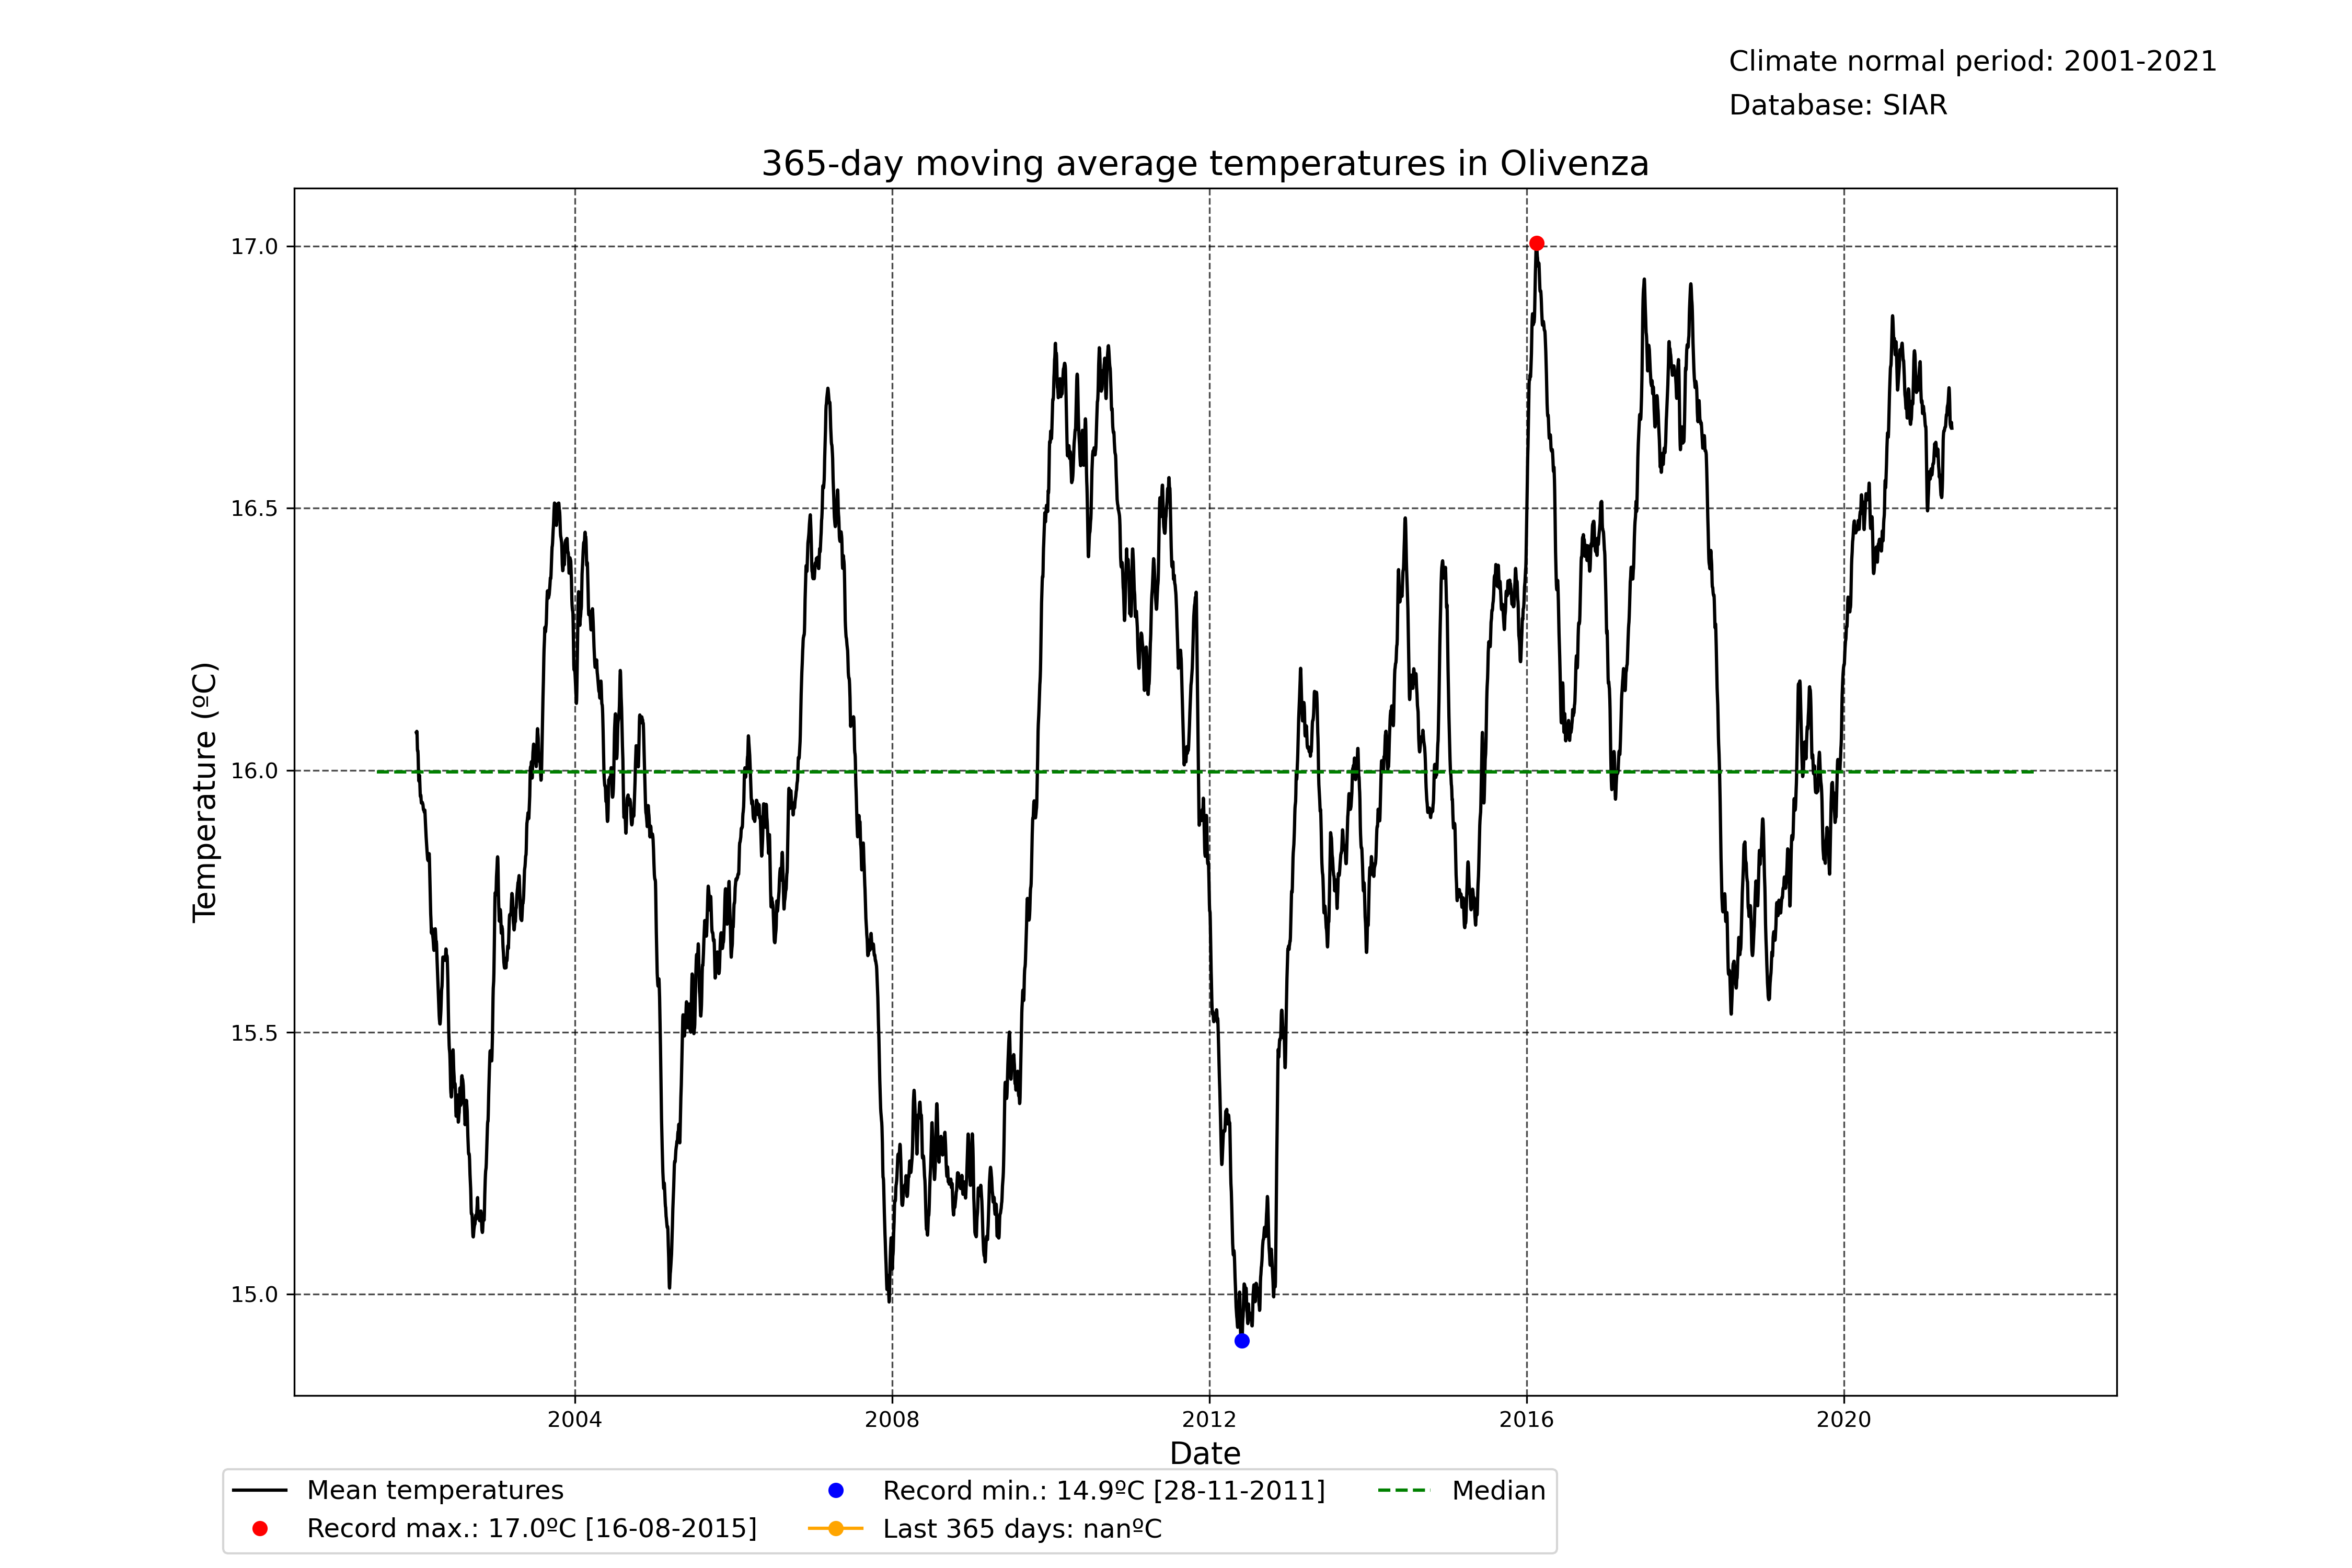 Climate normal period: 2001-2021
Database: SIAR
365-day moving average temperatures in Olivenza
17.0
16.5
16.0
15.5
15.0
Temperature (ºC)
2004 2008 2012 2016 2020
Date
Mean temperatures
Record max.: 17.0ºC [16-08-2015]
Record min.: 14.9ºC [28-11-2011]
Last 365 days: nanºC
Median